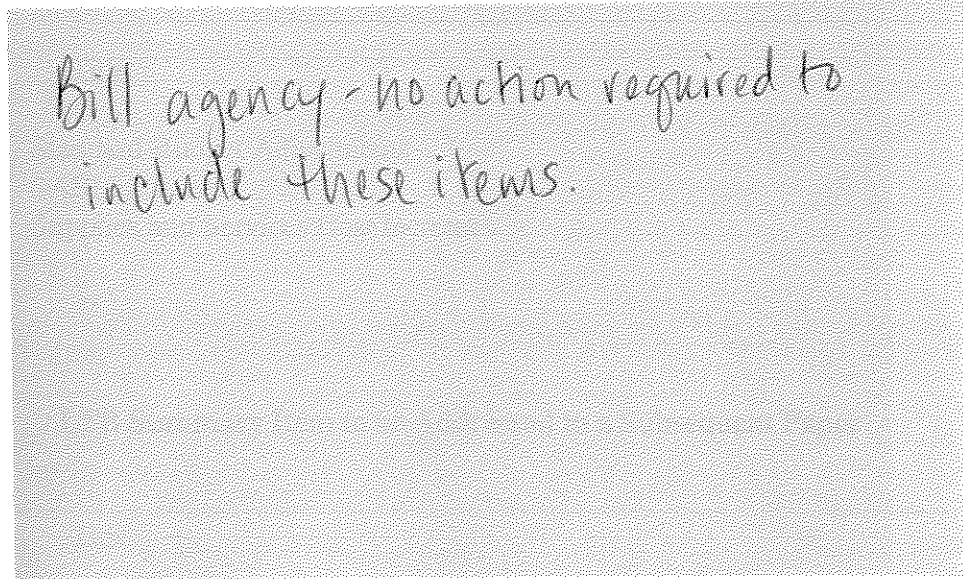 Bill agency - no action required to
include these items.